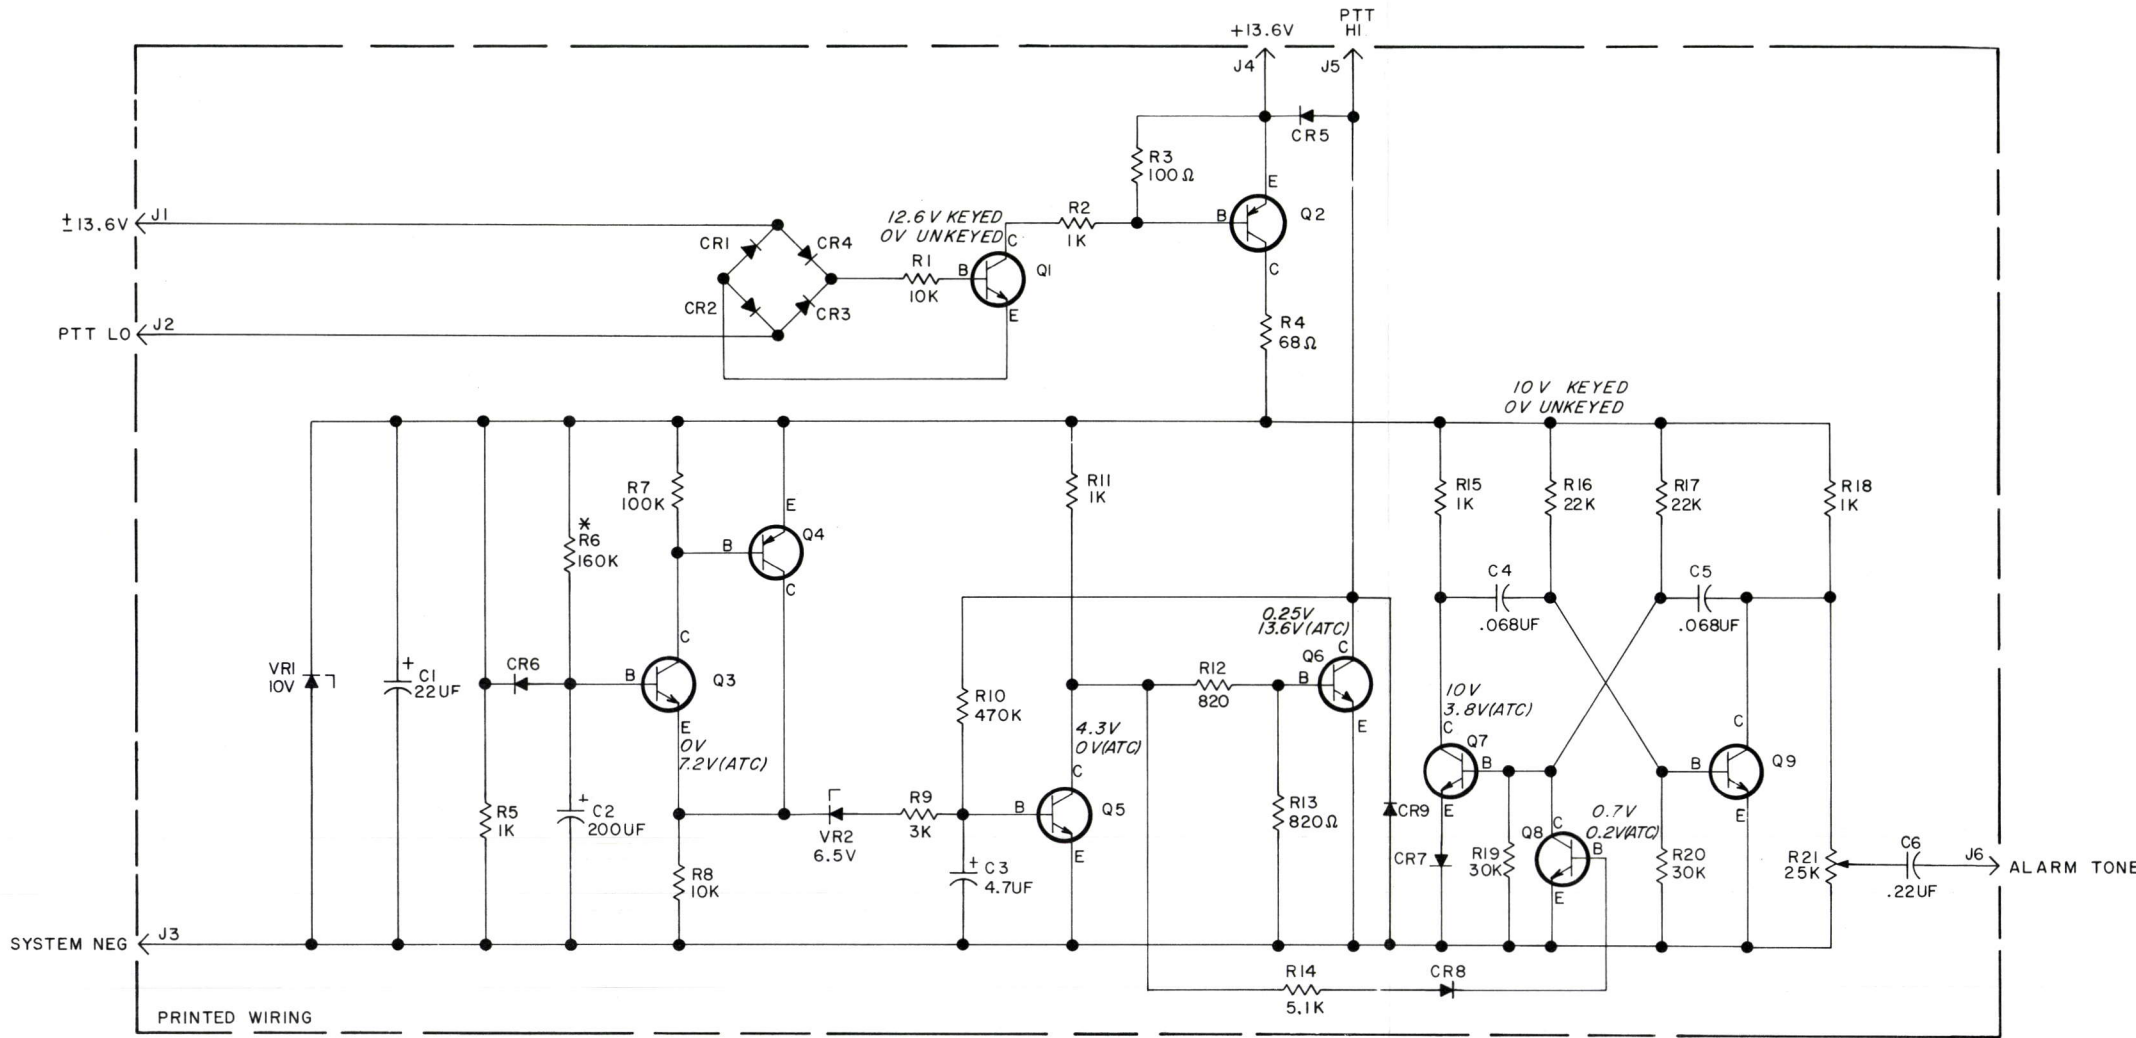 +13.6V
PTT
HI
J4
J5
CR5
R3
100Ω
±13.6V
J1
12.6V KEYED
0V UNKEYED
R2
1K
E
B
Q2
C
CR1
CR4
R1
10K
C
B
Q1
E
CR2
CR3
PTT LO
J2
R4
68Ω
10V KEYED
0V UNKEYED
R7
100K
*
R6
160K
E
B
Q4
C
R11
1K
R15
1K
R16
22K
R17
22K
R18
1K
C4
.068UF
C5
.068UF
0.25V
13.6V(ATC)
C
Q6
B
E
VR1
10V
+
C1
22UF
CR6
C
B
Q3
E
0V
7.2V(ATC)
R10
470K
R12
820
10V
3.8V(ATC)
C
Q7
B
E
4.3V
0V(ATC)
C
B
Q5
E
C
B
Q9
E
R5
1K
+
C2
200UF
VR2
6.5V
R9
3K
R13
820Ω
CR9
0.7V
0.2V(ATC)
C
Q8
B
E
R8
10K
+
C3
4.7UF
CR7
R19
30K
R20
30K
R21
25K
C6
.22UF
J6
ALARM TONE
SYSTEM NEG
J3
R14
5.1K
CR8
PRINTED WIRING